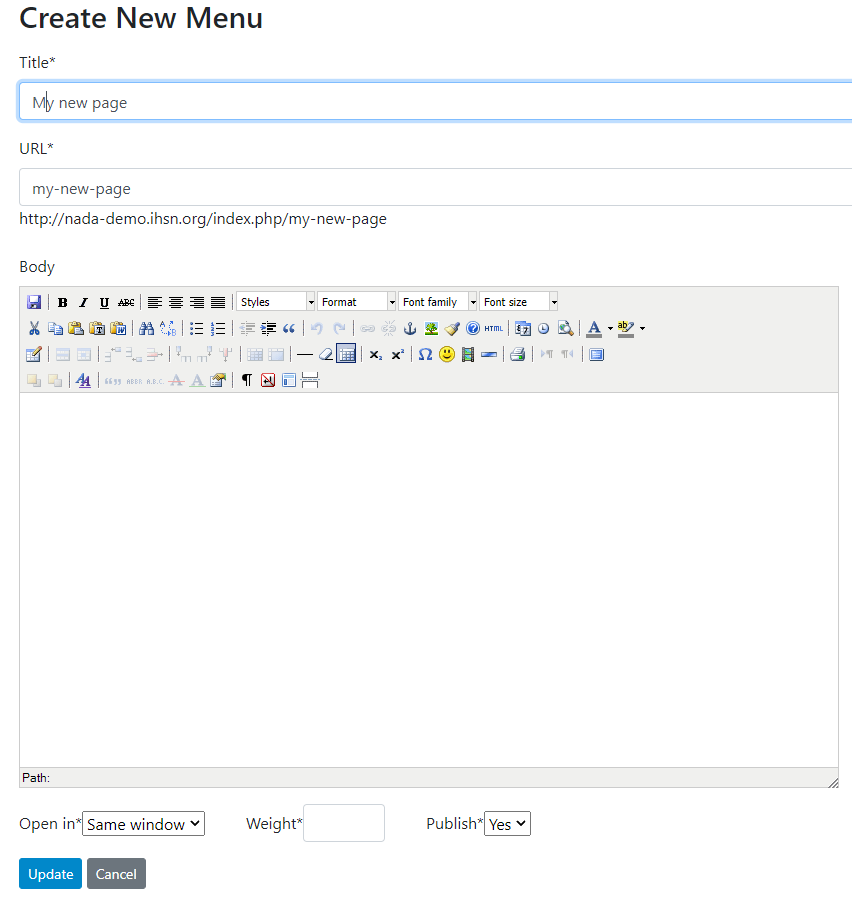 Create New Menu
Title*
My new page
URL*
my-new-page
http://nada-demo.ihsn.org/index.php/my-new-page
Body
B I U ABC Styles Format Font family Font size
HTML
Path:
Open in* Same window Weight* Publish* Yes
Update Cancel